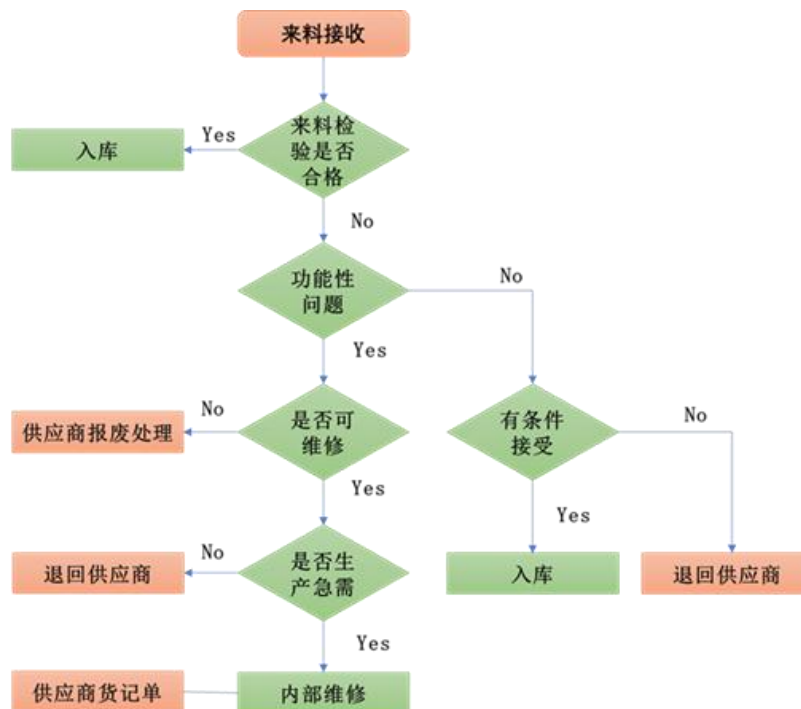 来料接收
来料检
验是否
合格
Yes
入库
No
功能性
问题
No
Yes
是否可
维修
No
供应商报废处理
有条件
接受
No
Yes
Yes
是否生
产急需
No
退回供应商
入库
退回供应商
Yes
供应商货记单
内部维修